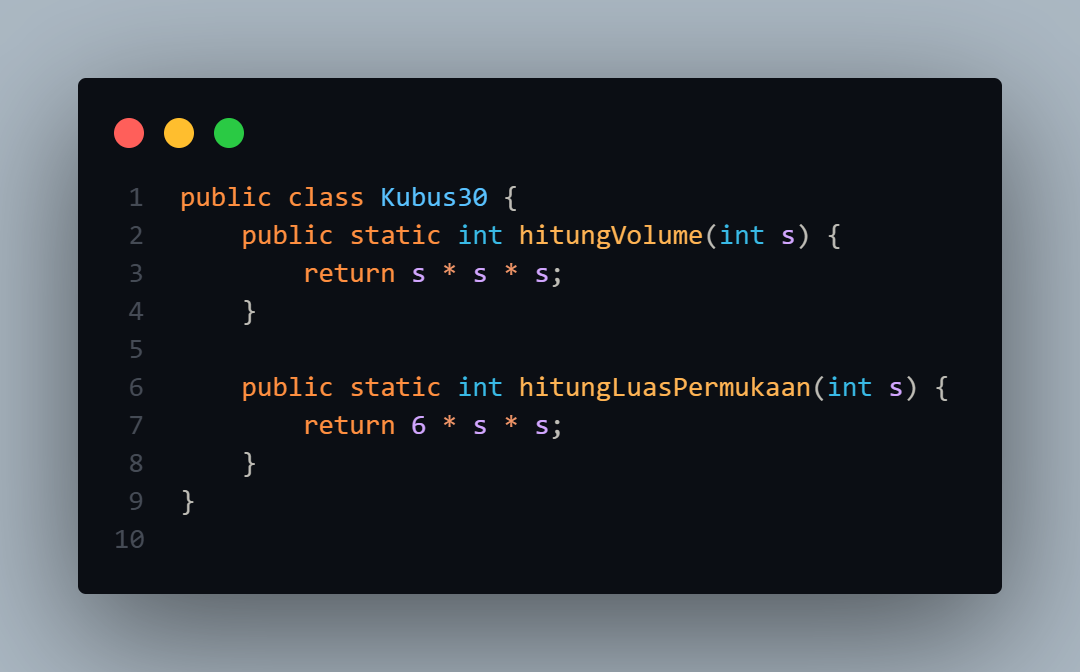 1 public class Kubus30 {
2     public static int hitungVolume(int s) {
3         return s * s * s;
4     }
5
6     public static int hitungLuasPermukaan(int s) {
7         return 6 * s * s;
8     }
9 }
10